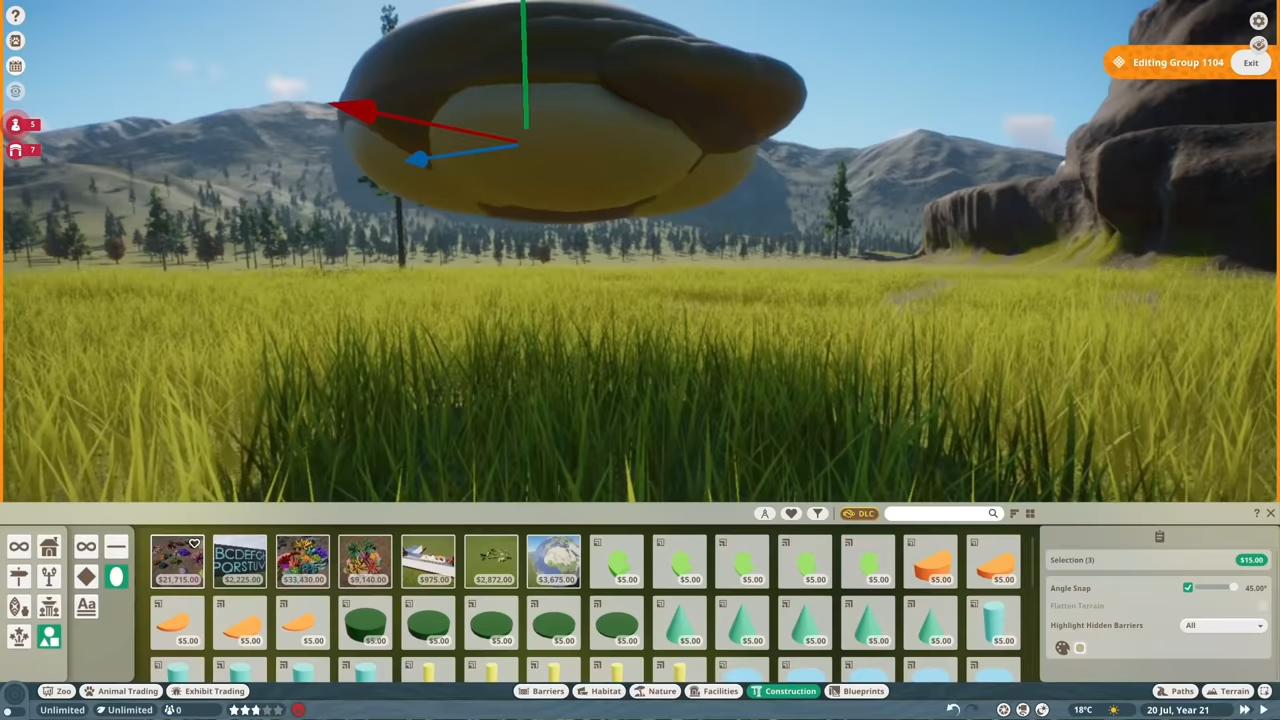 ?
Editing Group 1104
Exit
5
7
DLC
? ×
$21,715.00
$2,225.00
$33,430.00
$9,140.00
$975.00
$2,872.00
$3,675.00
$5.00
$5.00
$5.00
$5.00
$5.00
$5.00
$5.00
ABCDEFG
Aa
$5.00
$5.00
$5.00
$5.00
$5.00
$5.00
$5.00
$5.00
$5.00
$5.00
$5.00
$5.00
$5.00
$5.00
Selection (3)
$15.00
Angle Snap
45.00°
Flatten Terrain
Highlight Hidden Barriers
All
Zoo
Animal Trading
Exhibit Trading
Barriers
Habitat
Nature
Facilities
Construction
Blueprints
Paths
Terrain
Unlimited
Unlimited
0
18°C
20 Jul, Year 21